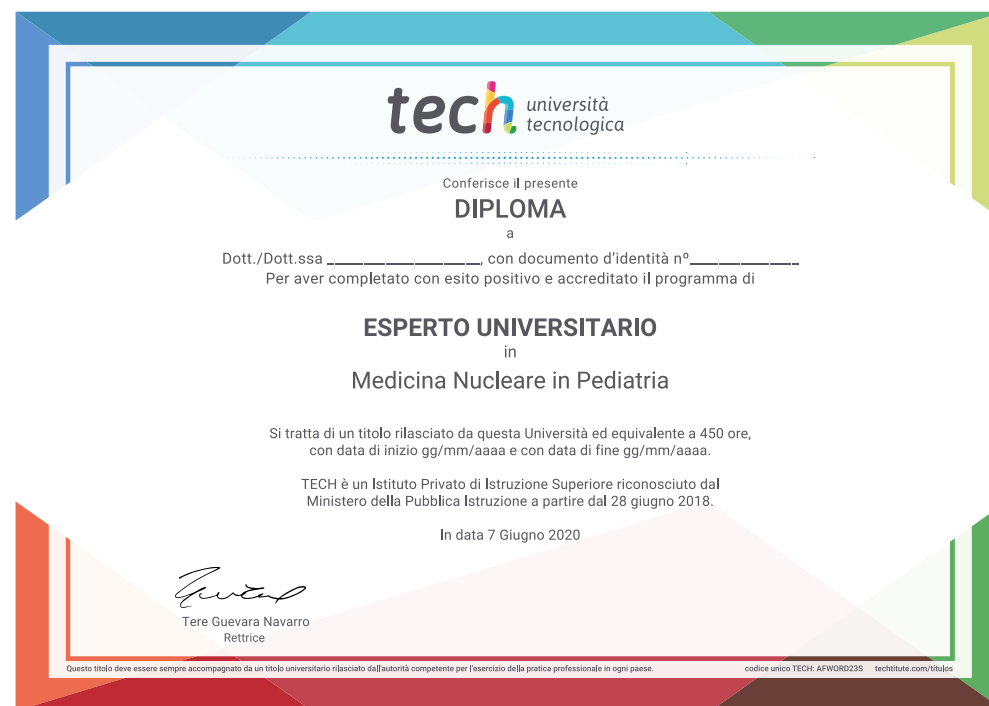 tech università
tecnologica
Conferisce il presente
DIPLOMA
a
Dott./Dott.ssa ________________, con documento d'identità nº____________
Per aver completato con esito positivo e accreditato il programma di
ESPERTO UNIVERSITARIO
in
Medicina Nucleare in Pediatria
Si tratta di un titolo rilasciato da questa Università ed equivalente a 450 ore,
con data di inizio gg/mm/aaaa e con data di fine gg/mm/aaaa.
TECH è un Istituto Privato di Istruzione Superiore riconosciuto dal
Ministero della Pubblica Istruzione a partire dal 28 giugno 2018.
In data 7 Giugno 2020
Tere Guevara Navarro
Rettrice
Questo titolo deve essere sempre accompagnato da un titolo universitario rilasciato dall'autorità competente per l'esercizio della pratica professionale in ogni paese. codice unico TECH: AFWORD23S techtitute.com/títulos